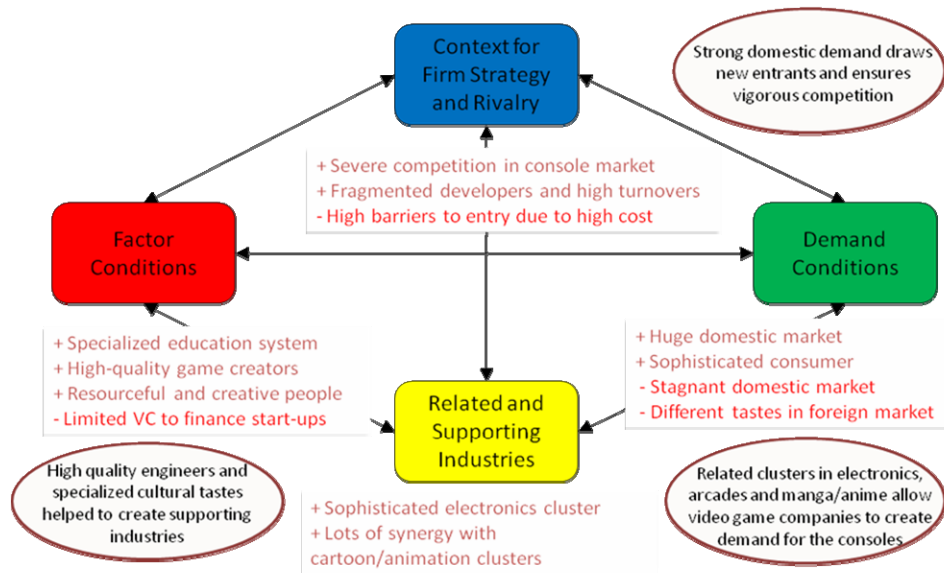 Context for
Firm Strategy
and Rivalry
Strong domestic demand draws
new entrants and ensures
vigorous competition
+ Severe competition in console market
+ Fragmented developers and high turnovers
- High barriers to entry due to high cost
Factor
Conditions
Demand
Conditions
+ Specialized education system
+ High-quality game creators
+ Resourceful and creative people
- Limited VC to finance start-ups
+ Huge domestic market
+ Sophisticated consumer
- Stagnant domestic market
- Different tastes in foreign market
Related and
Supporting
Industries
High quality engineers and
specialized cultural tastes
helped to create supporting
industries
+ Sophisticated electronics cluster
+ Lots of synergy with
cartoon/animation clusters
Related clusters in electronics,
arcades and manga/anime allow
video game companies to create
demand for the consoles